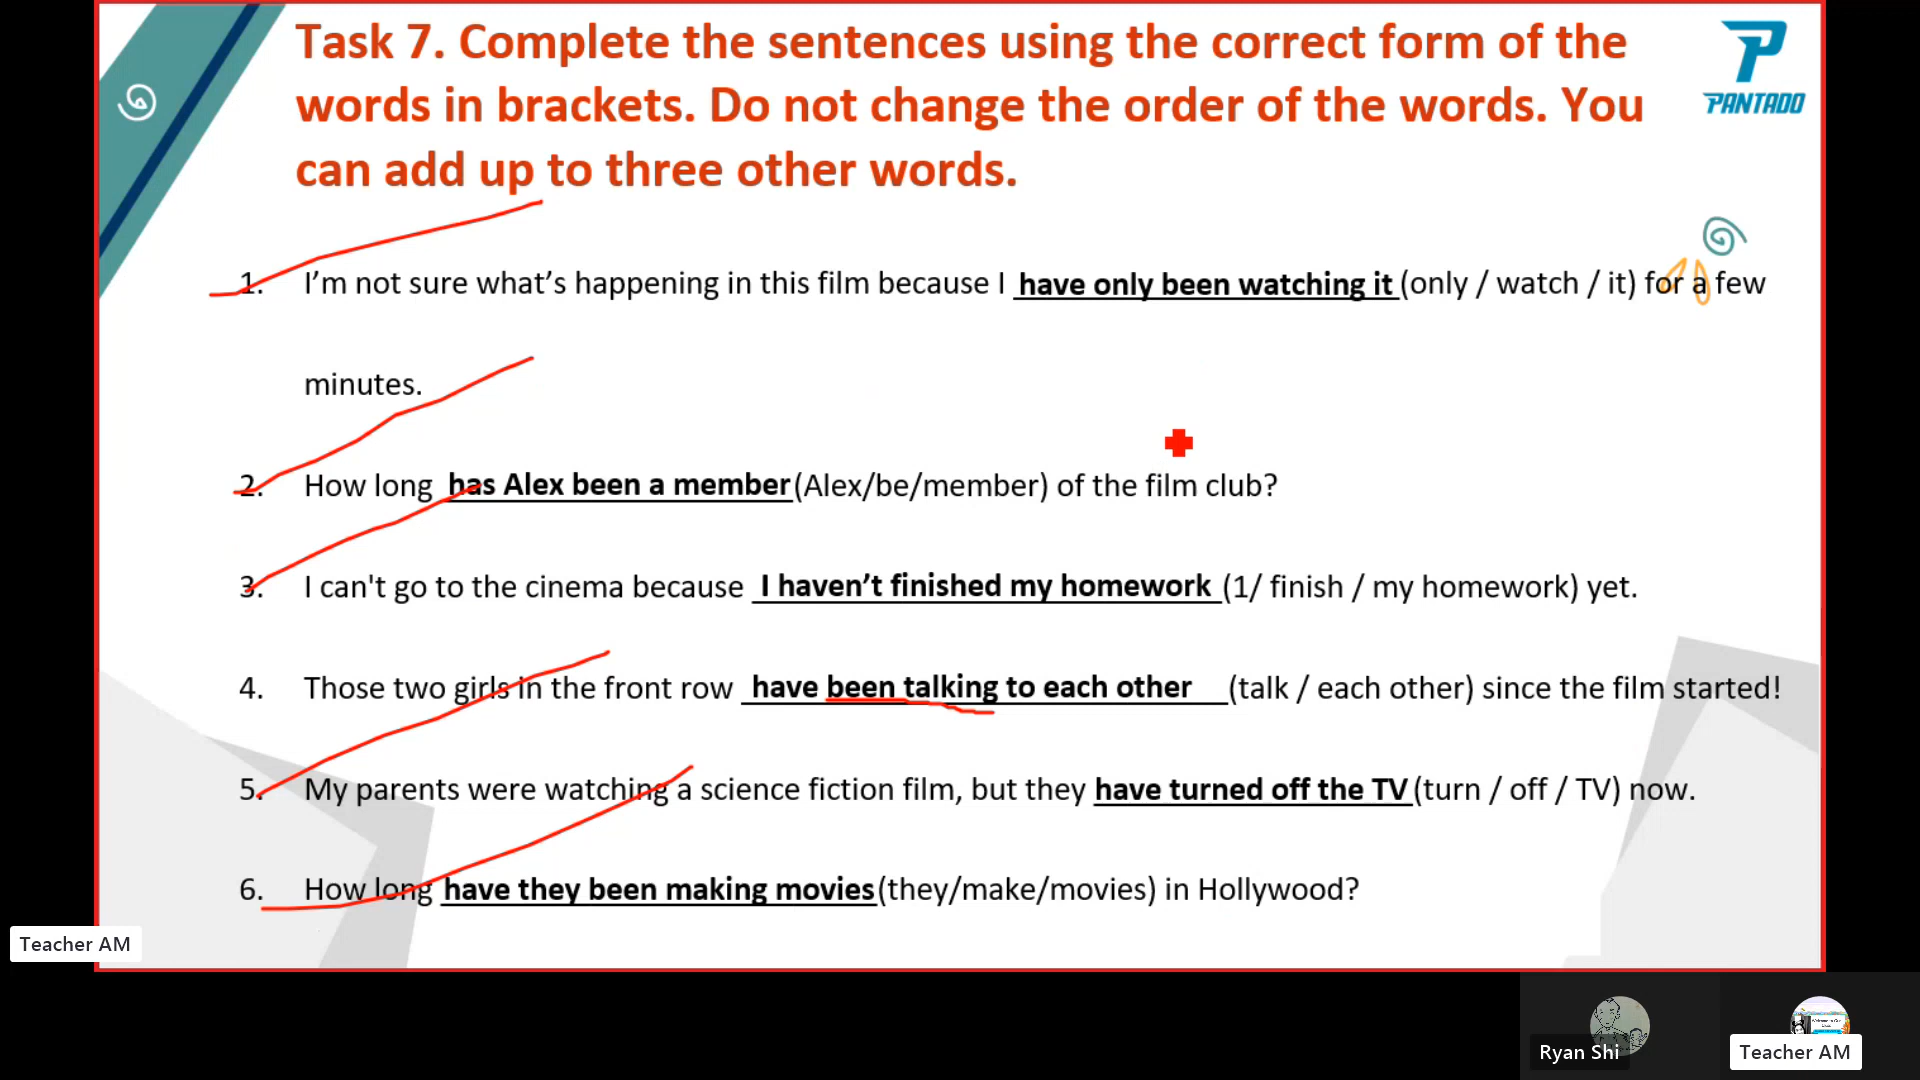 Task 7. Complete the sentences using the correct form of the
words in brackets. Do not change the order of the words. You
can add up to three other words.
PANTADO
1. I’m not sure what’s happening in this film because I have only been watching it (only / watch / it) for a few
minutes.
2. How long has Alex been a member (Alex/be/member) of the film club?
3. I can't go to the cinema because I haven’t finished my homework (1/ finish / my homework) yet.
4. Those two girls in the front row have been talking to each other (talk / each other) since the film started!
5. My parents were watching a science fiction film, but they have turned off the TV (turn / off / TV) now.
6. How long have they been making movies (they/make/movies) in Hollywood?
Teacher AM
Ryan Shi
Teacher AM